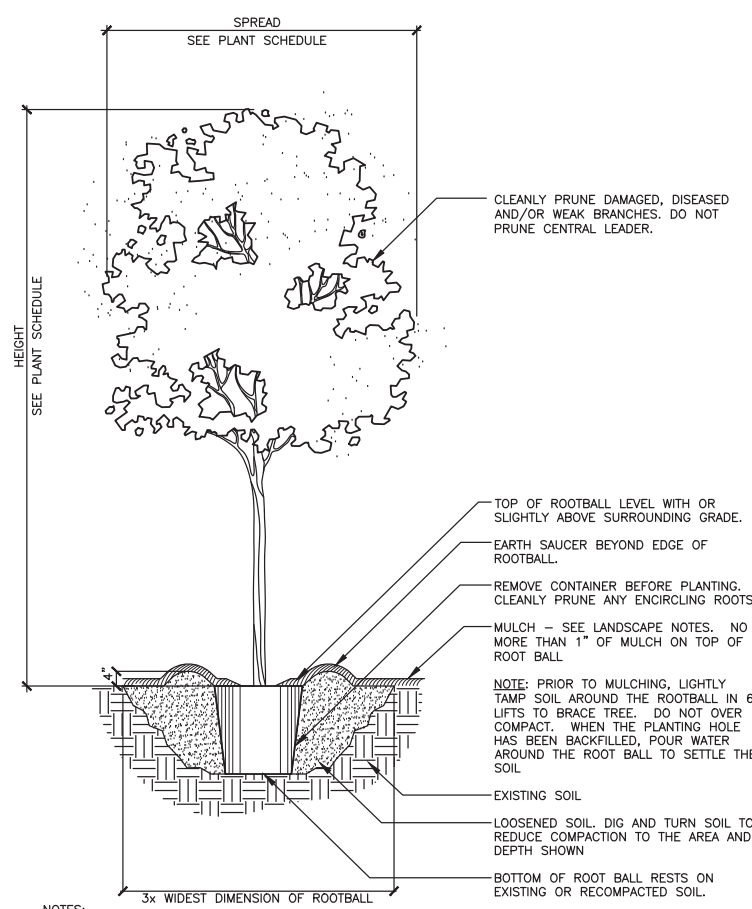 SPREAD
SEE PLANT SCHEDULE
HEIGHT
SEE PLANT SCHEDULE
CLEANLY PRUNE DAMAGED, DISEASED
AND/OR WEAK BRANCHES. DO NOT
PRUNE CENTRAL LEADER.
TOP OF ROOTBALL LEVEL WITH OR
SLIGHTLY ABOVE SURROUNDING GRADE.
EARTH SAUCER BEYOND EDGE OF
ROOTBALL.
REMOVE CONTAINER BEFORE PLANTING.
CLEANLY PRUNE ANY ENCIRCLING ROOTS
MULCH – SEE LANDSCAPE NOTES. NO
MORE THAN 1" OF MULCH ON TOP OF
ROOT BALL
4"
NOTE: PRIOR TO MULCHING, LIGHTLY
TAMP SOIL AROUND THE ROOTBALL IN 6
LIFTS TO BRACE TREE. DO NOT OVER
COMPACT. WHEN THE PLANTING HOLE
HAS BEEN BACKFILLED, POUR WATER
AROUND THE ROOT BALL TO SETTLE THE
SOIL
EXISTING SOIL
LOOSENED SOIL. DIG AND TURN SOIL TO
REDUCE COMPACTION TO THE AREA AND
DEPTH SHOWN
BOTTOM OF ROOT BALL RESTS ON
EXISTING OR RECOMPACTED SOIL.
3x WIDEST DIMENSION OF ROOTBALL
NOTES: